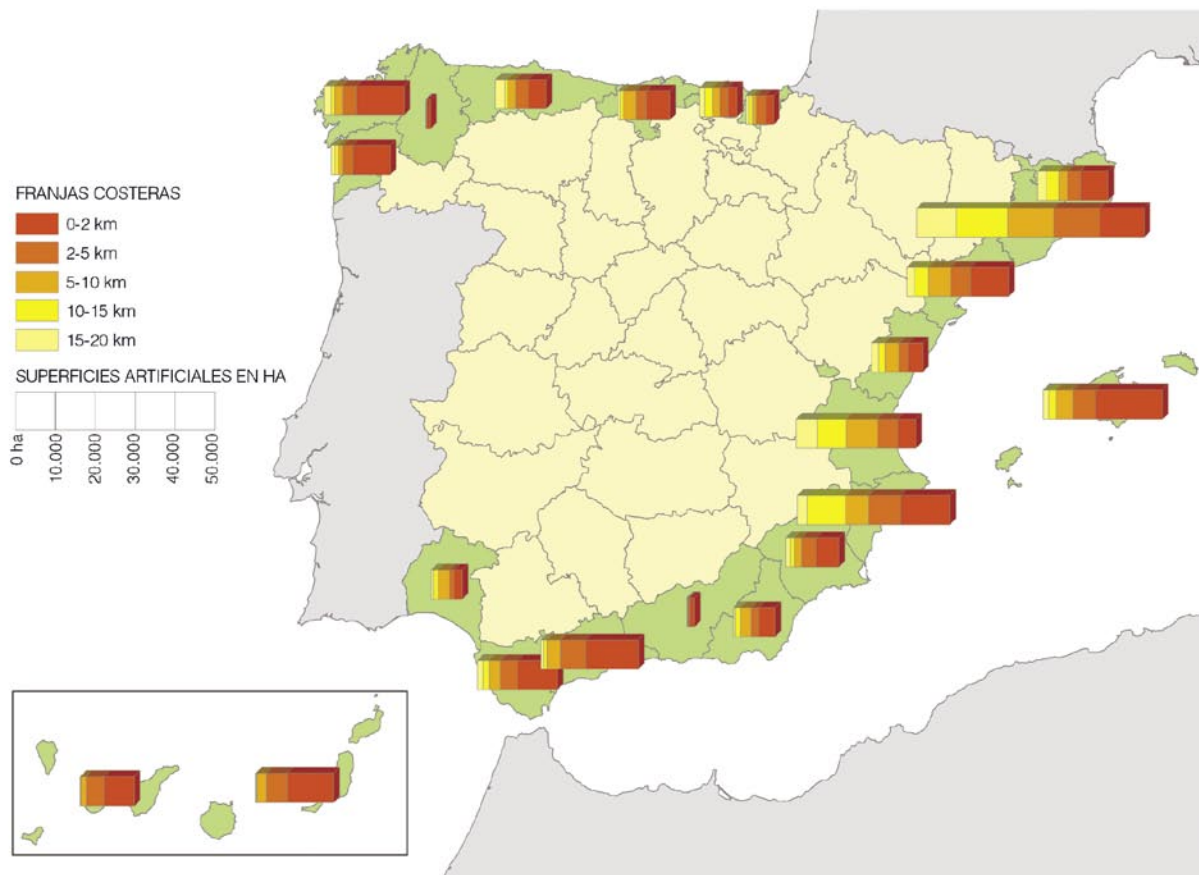 FRANJAS COSTERAS
0-2 km
2-5 km
5-10 km
10-15 km
15-20 km
SUPERFICIES ARTIFICIALES EN HA
0 ha
10.000
20.000
30.000
40.000
50.000